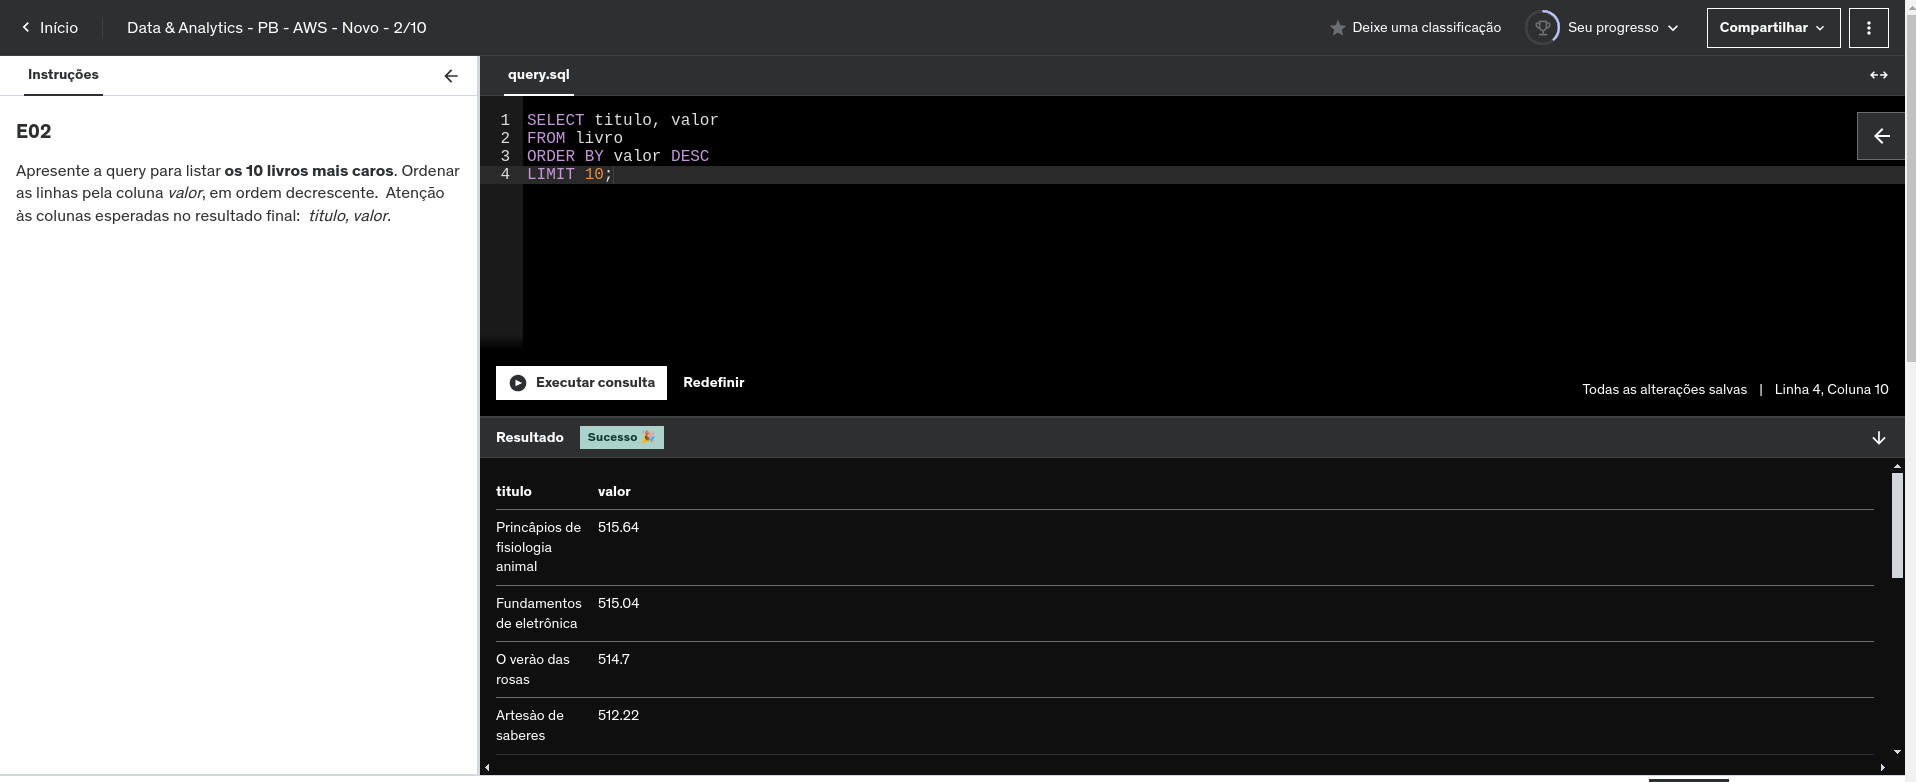 Início
Data & Analytics - PB - AWS - Novo - 2/10
Deixe uma classificação
Seu progresso
Compartilhar
Instruções
E02
Apresente a query para listar os 10 livros mais caros. Ordenar
as linhas pela coluna valor, em ordem decrescente.  Atenção
às colunas esperadas no resultado final:  titulo, valor.
query.sql
1 SELECT titulo, valor
2 FROM livro
3 ORDER BY valor DESC
4 LIMIT 10;
Executar consulta
Redefinir
Todas as alterações salvas | Linha 4, Coluna 10
Resultado
Sucesso 🎉
titulo valor
Princâpios de 515.64
fisiologia
animal
Fundamentos 515.04
de eletrônica
O verào das 514.7
rosas
Artesào de 512.22
saberes